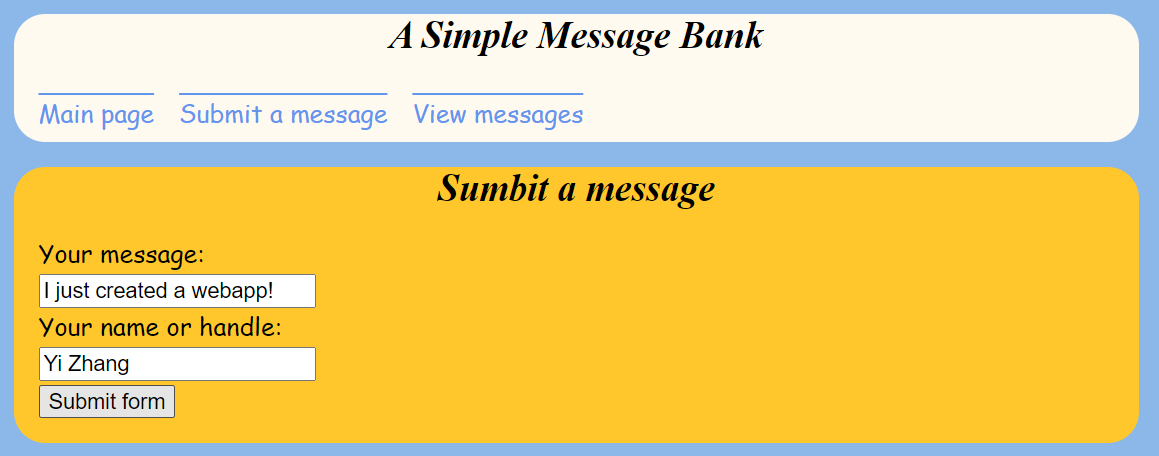 A Simple Message Bank
Main page Submit a message View messages
Sumbit a message
Your message:
I just created a webapp!
Your name or handle:
Yi Zhang
Submit form